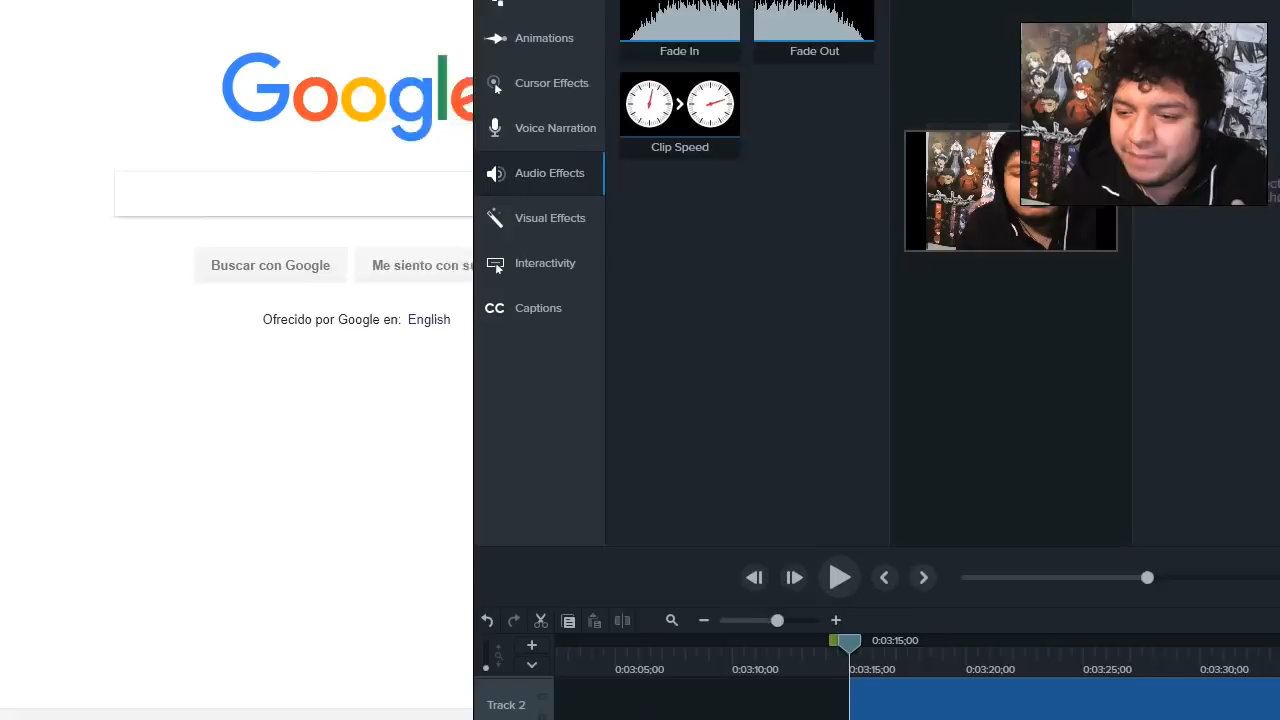 Google
Buscar con Google
Me siento con su
Ofrecido por Google en: English
Animations
Cursor Effects
Voice Narration
Audio Effects
Visual Effects
Interactivity
CC Captions
Fade In
Fade Out
Clip Speed
0:03:15;00
0:03:05;00
0:03:10;00
0:03:15;00
0:03:20;00
0:03:25;00
0:03:30;00
Track 2